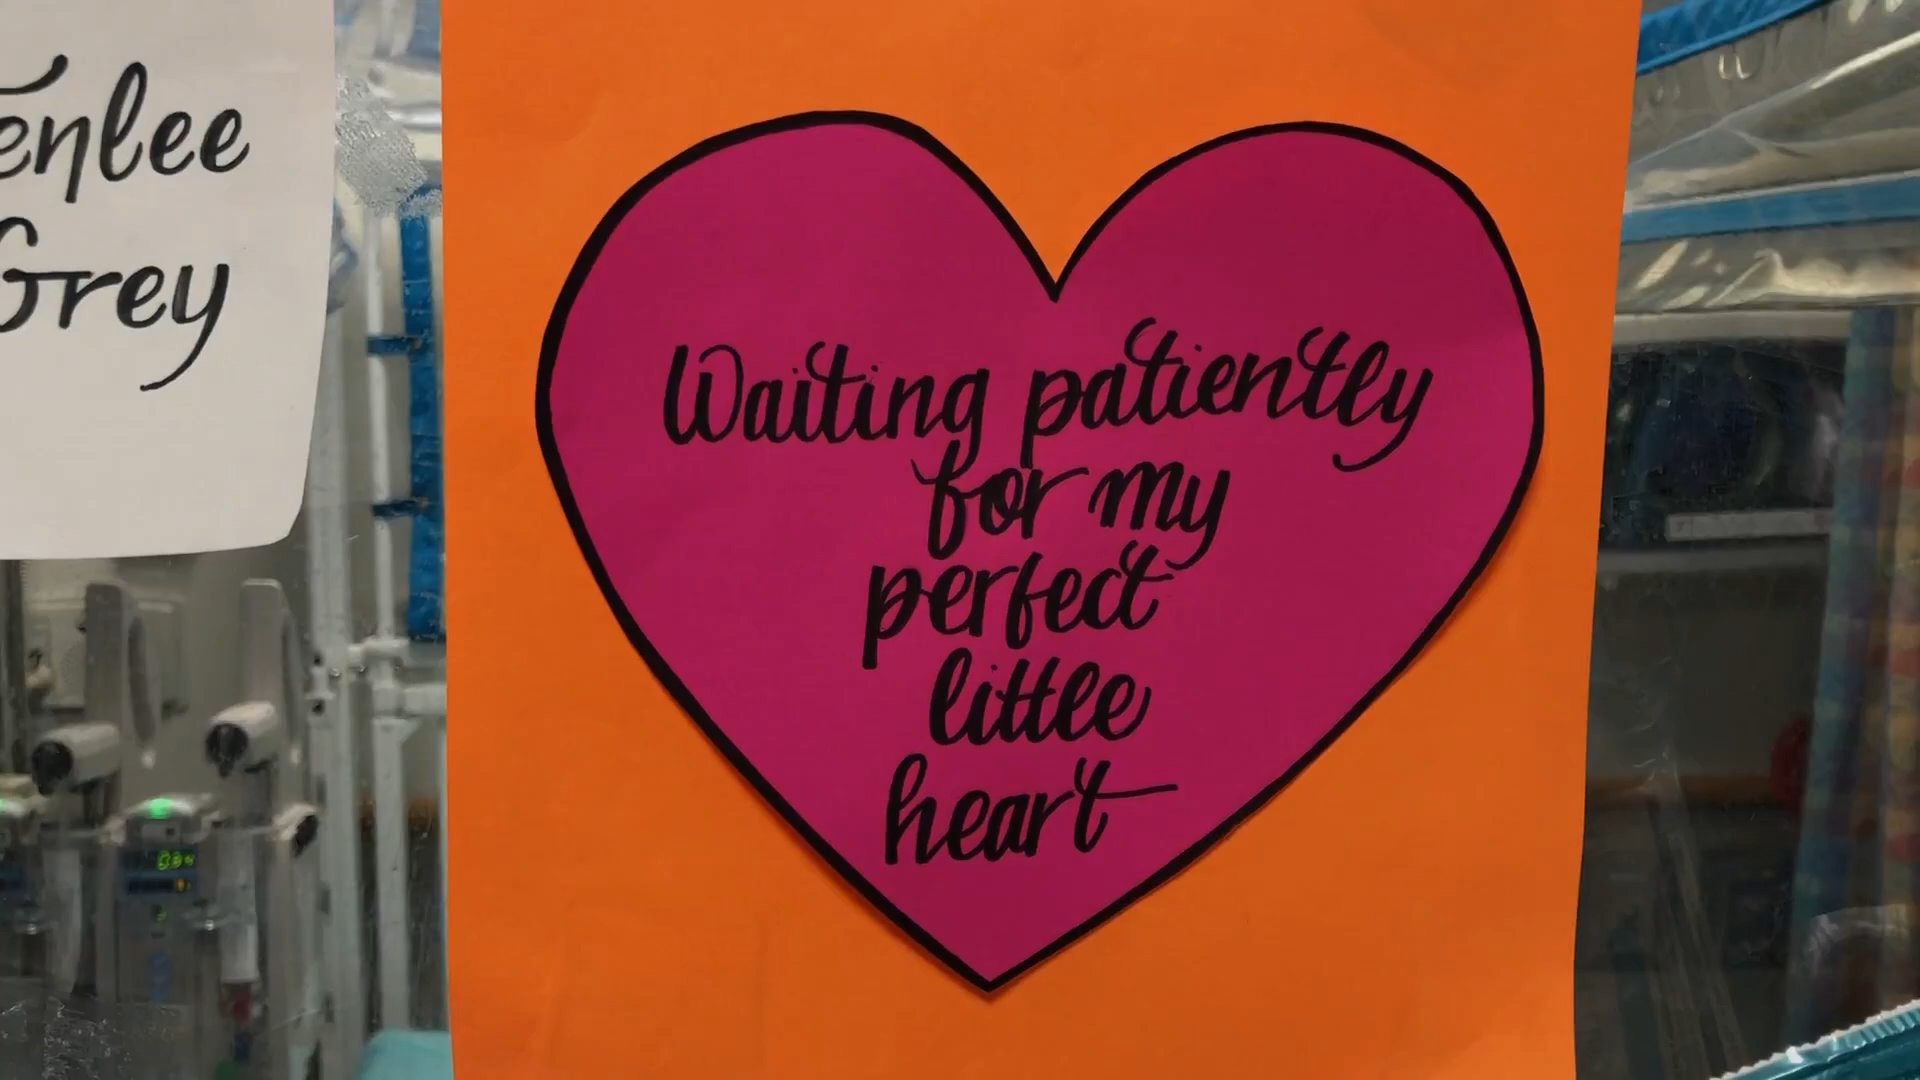 enlee
Grey
Waiting patiently
for my
perfect
little
heart